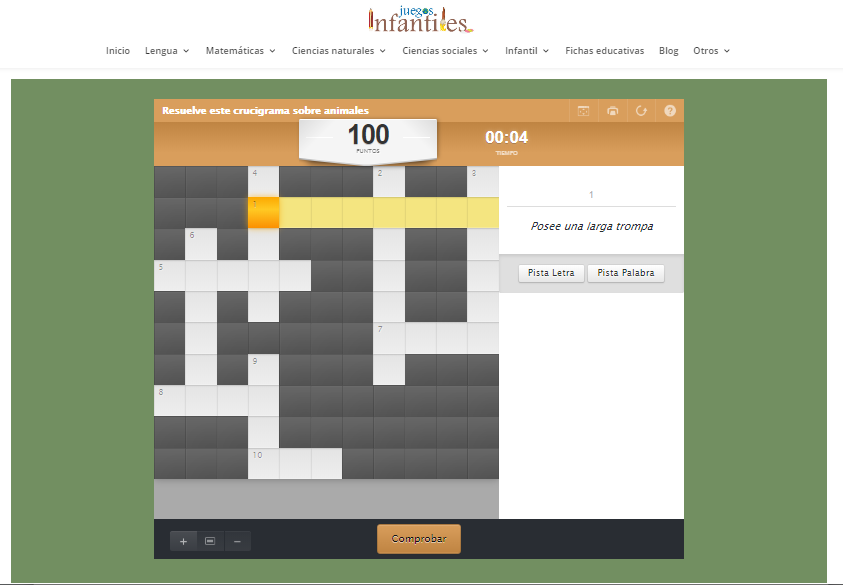 juegos
Infantiles
Inicio Lengua Matemáticas Ciencias naturales Ciencias sociales Infantil Fichas educativas Blog Otros
Resuelve este crucigrama sobre animales
?
100
PUNTOS
00:04
TIEMPO
4 2 3
1
6
5
7
9
8
10
1
Posee una larga trompa
Pista Letra Pista Palabra
+ −
Comprobar